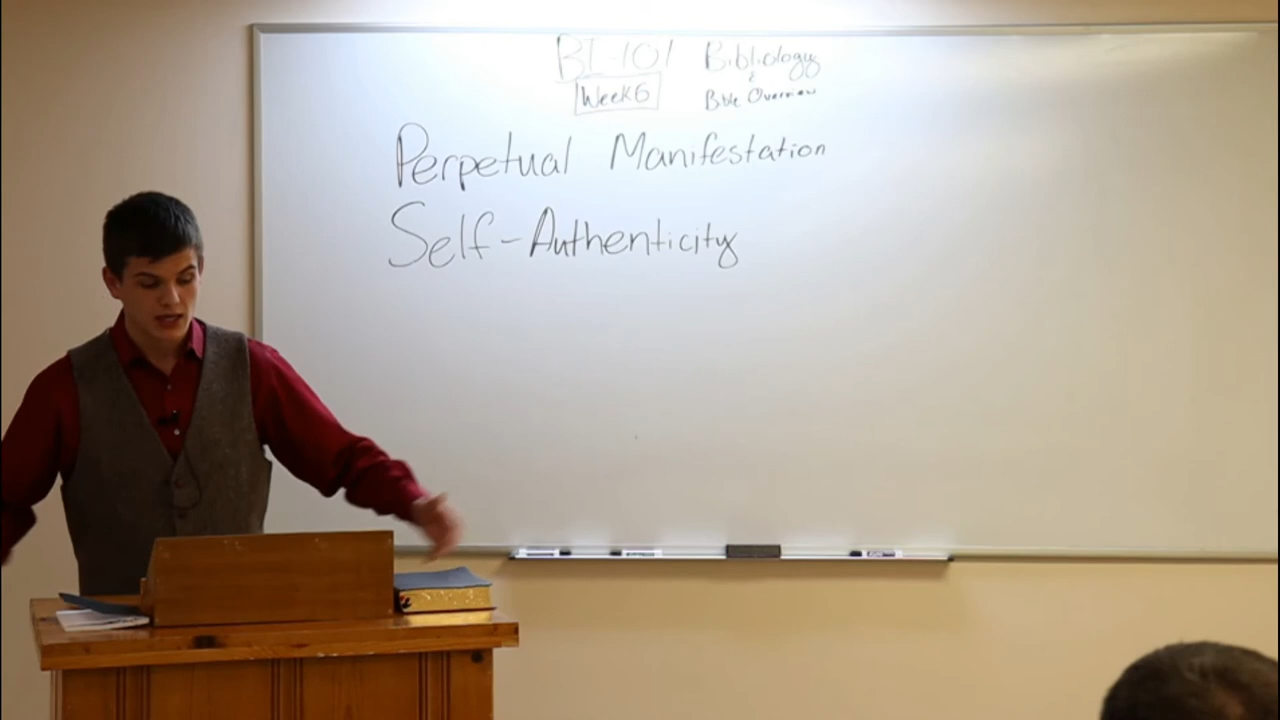 BI-101 Bibliology
&
Week 6 Bible Overview
Perpetual Manifestation
Self-Authenticity